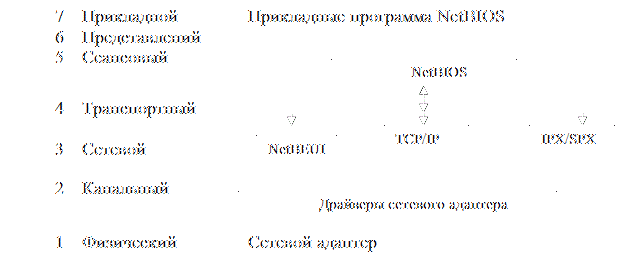 7 Прикладной Прикладные программа NetBIOS
6 Представлений
5 Сеансовый
NetBIOS
4 Транспортный
TCP/IP IPX/SPX
3 Сетевой NetBEUI
2 Канальный
Драйверы сетевого адаптера
1 Физический Сетевой адаптер